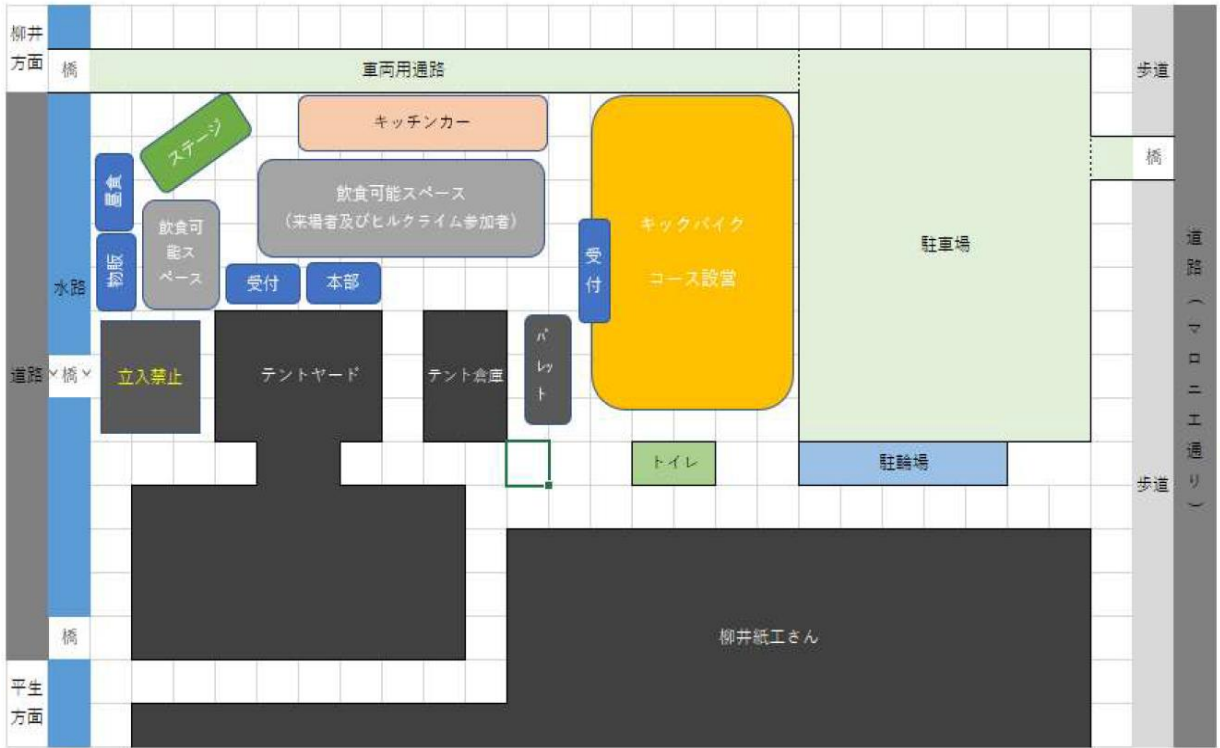 柳井
方面
橋
車両用通路
歩道
キッチンカー
ステージ
橋
昼食
飲食可能スペース
（来場者及びヒルクライム参加者）
飲食可
能ス
ペース
キックバイク
コース設営
駐車場
道路（マロニエ通り）
物販
受付
本部
受付
水路
パレット
道路
橋
立入禁止
テントヤード
テント倉庫
トイレ
駐輪場
歩道
橋
柳井紙工さん
平生
方面